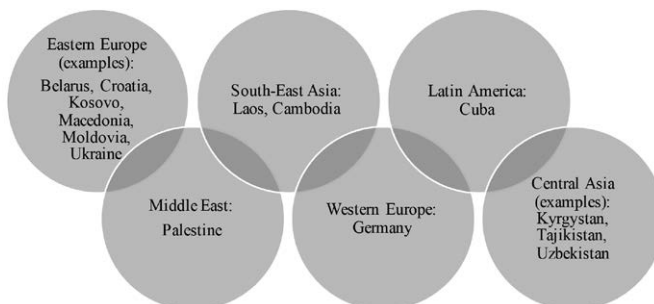 Eastern Europe
(examples):
Belarus, Croatia,
Kosovo,
Macedonia,
Moldovia,
Ukraine
South-East Asia:
Laos, Cambodia
Latin America:
Cuba
Middle East:
Palestine
Western Europe:
Germany
Central Asia
(examples):
Kyrgystan,
Tajikistan,
Uzbekistan